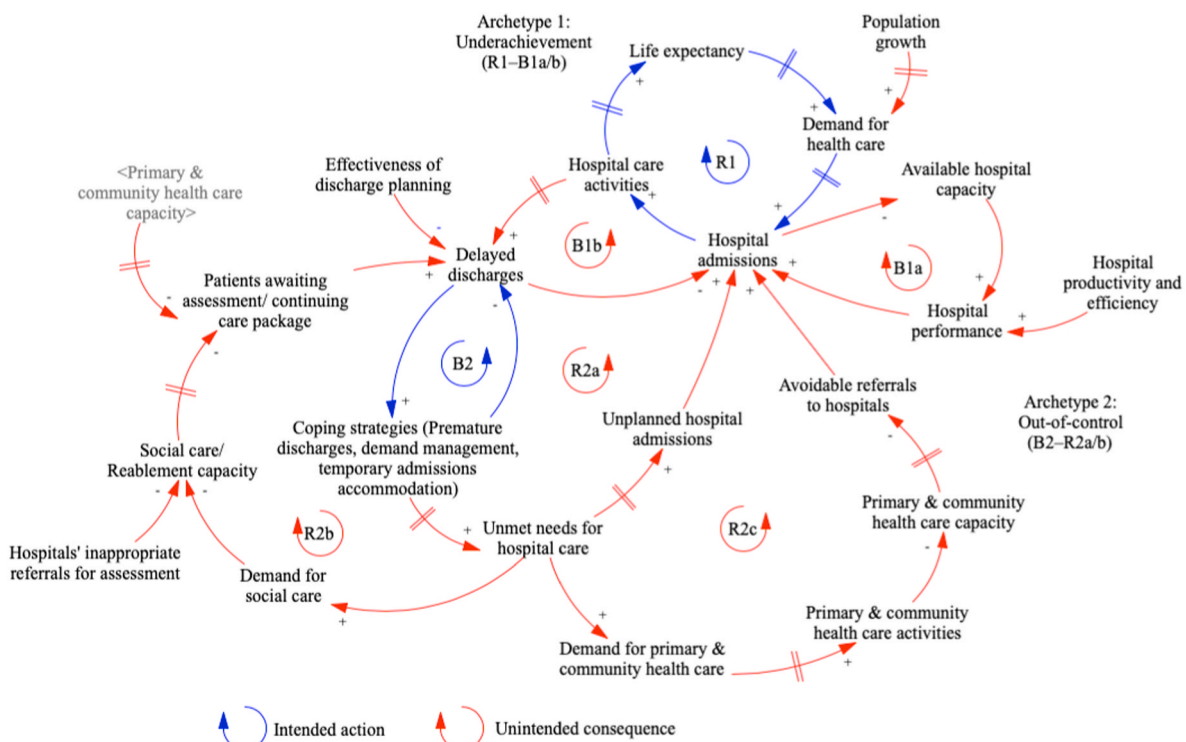 Archetype 1:
Underachievement
(R1–B1a/b)
Life expectancy
Population
growth
Demand for
health care
R1
Effectiveness of
discharge planning
Hospital care
activities
Available hospital
capacity
<Primary &
community health care
capacity>
B1b
Hospital
admissions
B1a
Delayed
discharges
Hospital
productivity and
efficiency
Patients awaiting
assessment/ continuing
care package
Hospital
performance
B2
R2a
Avoidable referrals
to hospitals
Archetype 2:
Out-of-control
(B2–R2a/b)
Unplanned hospital
admissions
Coping strategies (Premature
discharges, demand management,
temporary admissions
accommodation)
Social care/
Reablement capacity
Primary & community
health care capacity
R2b
Unmet needs for
hospital care
R2c
Hospitals' inappropriate
referrals for assessment
Demand for
social care
Primary & community
health care activities
Demand for primary &
community health care
Intended action
Unintended consequence